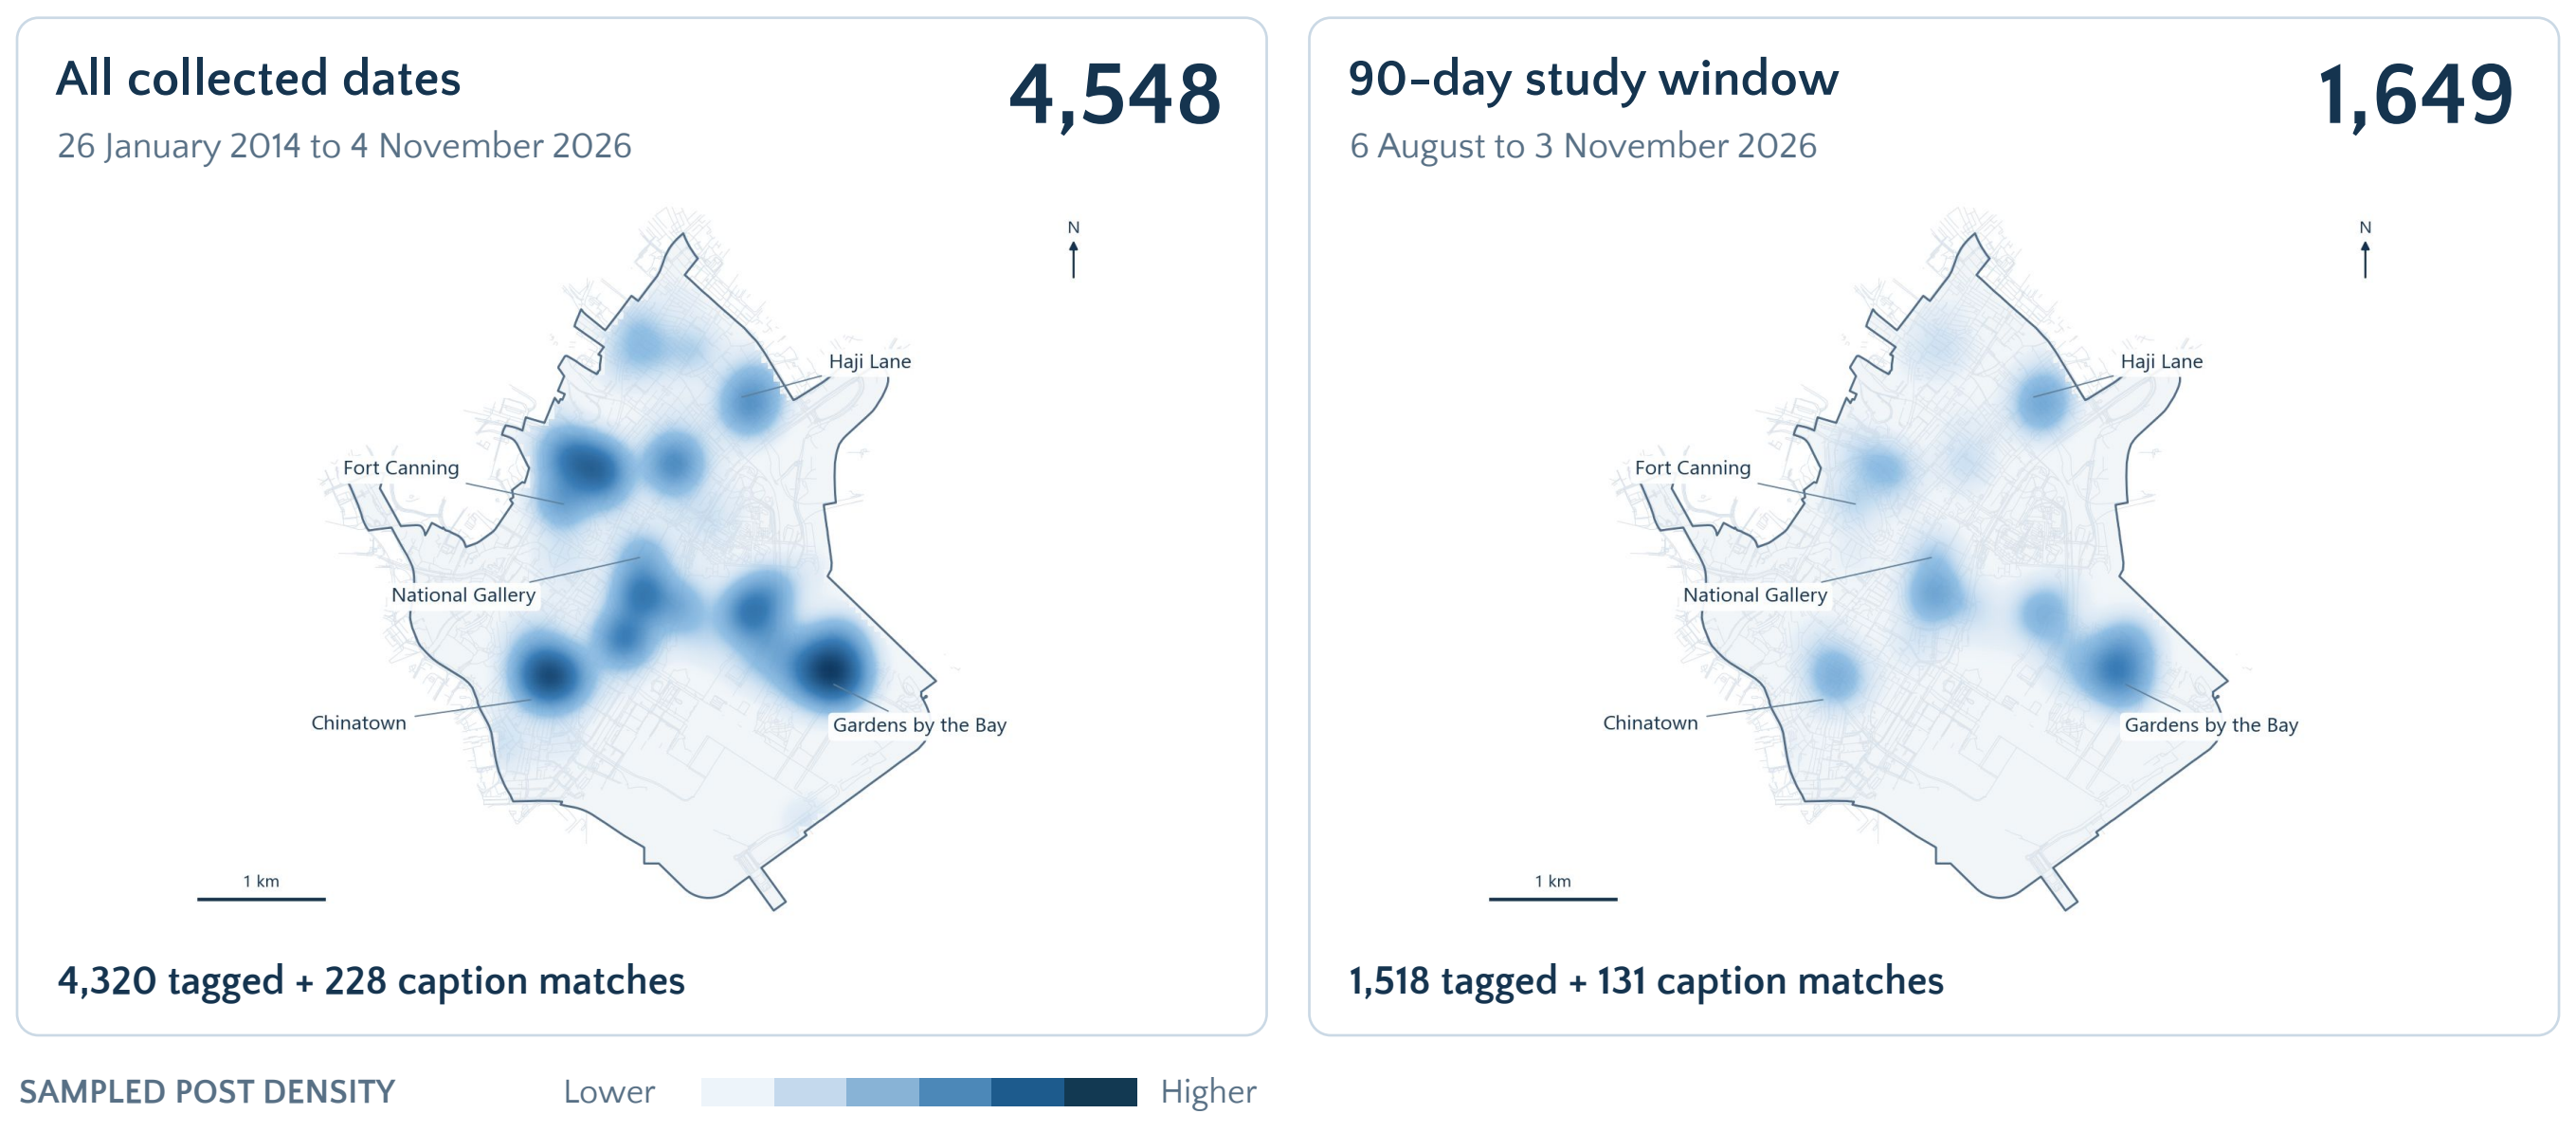 All collected dates
4,548
26 January 2014 to 4 November 2026
N
Haji Lane
Fort Canning
National Gallery
Chinatown
Gardens by the Bay
1 km
4,320 tagged + 228 caption matches
90-day study window
1,649
6 August to 3 November 2026
N
Haji Lane
Fort Canning
National Gallery
Chinatown
Gardens by the Bay
1 km
1,518 tagged + 131 caption matches
SAMPLED POST DENSITY
Lower
Higher